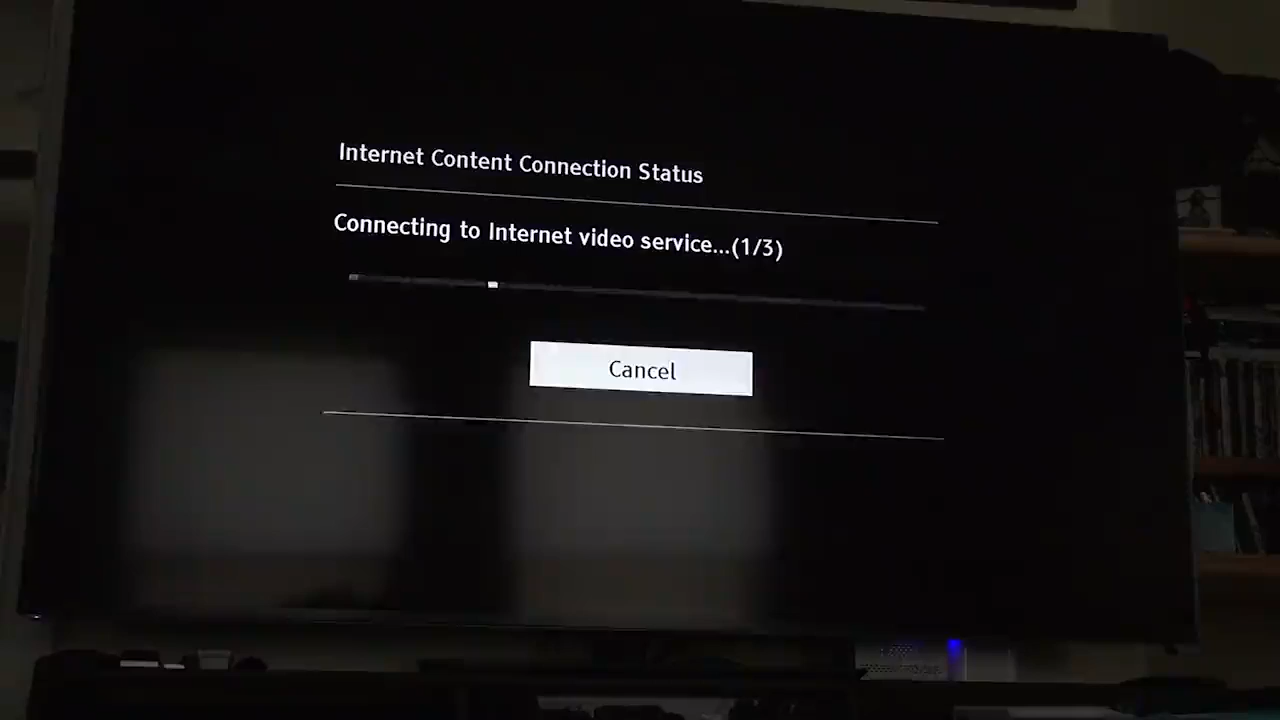 Internet Content Connection Status
Connecting to Internet video service...(1/3)
Cancel